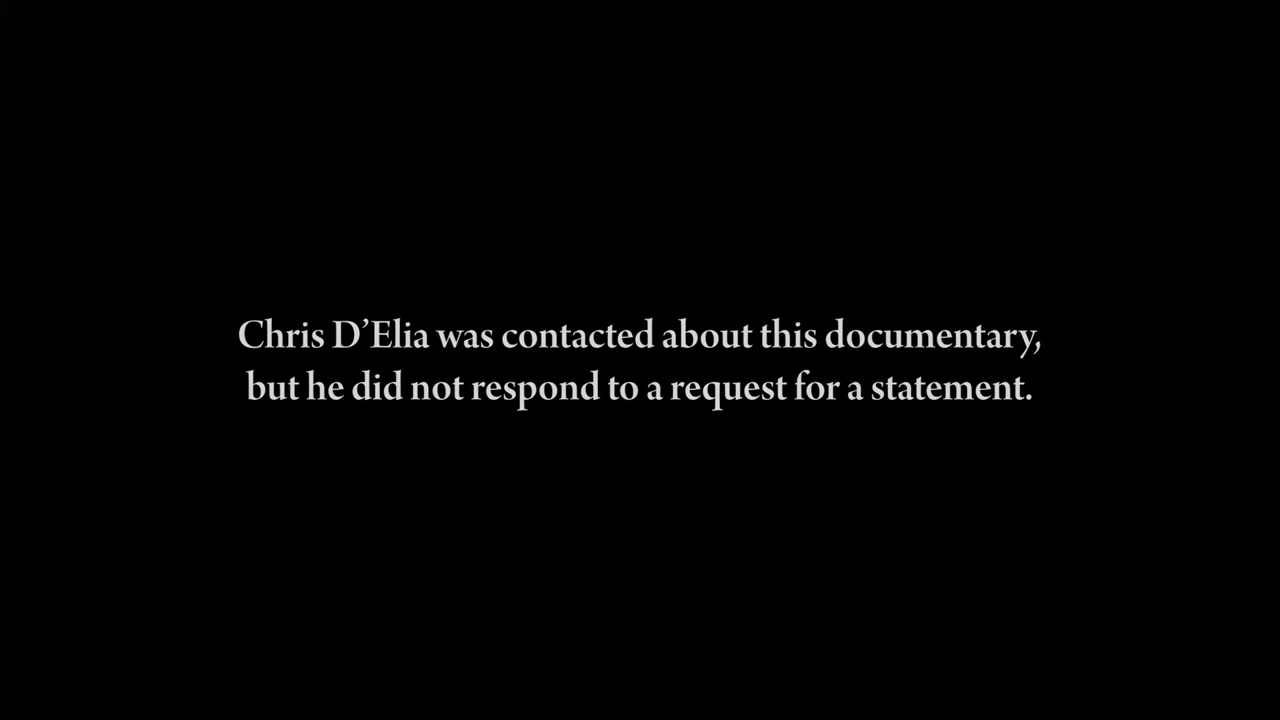 Chris D’Elia was contacted about this documentary,
but he did not respond to a request for a statement.